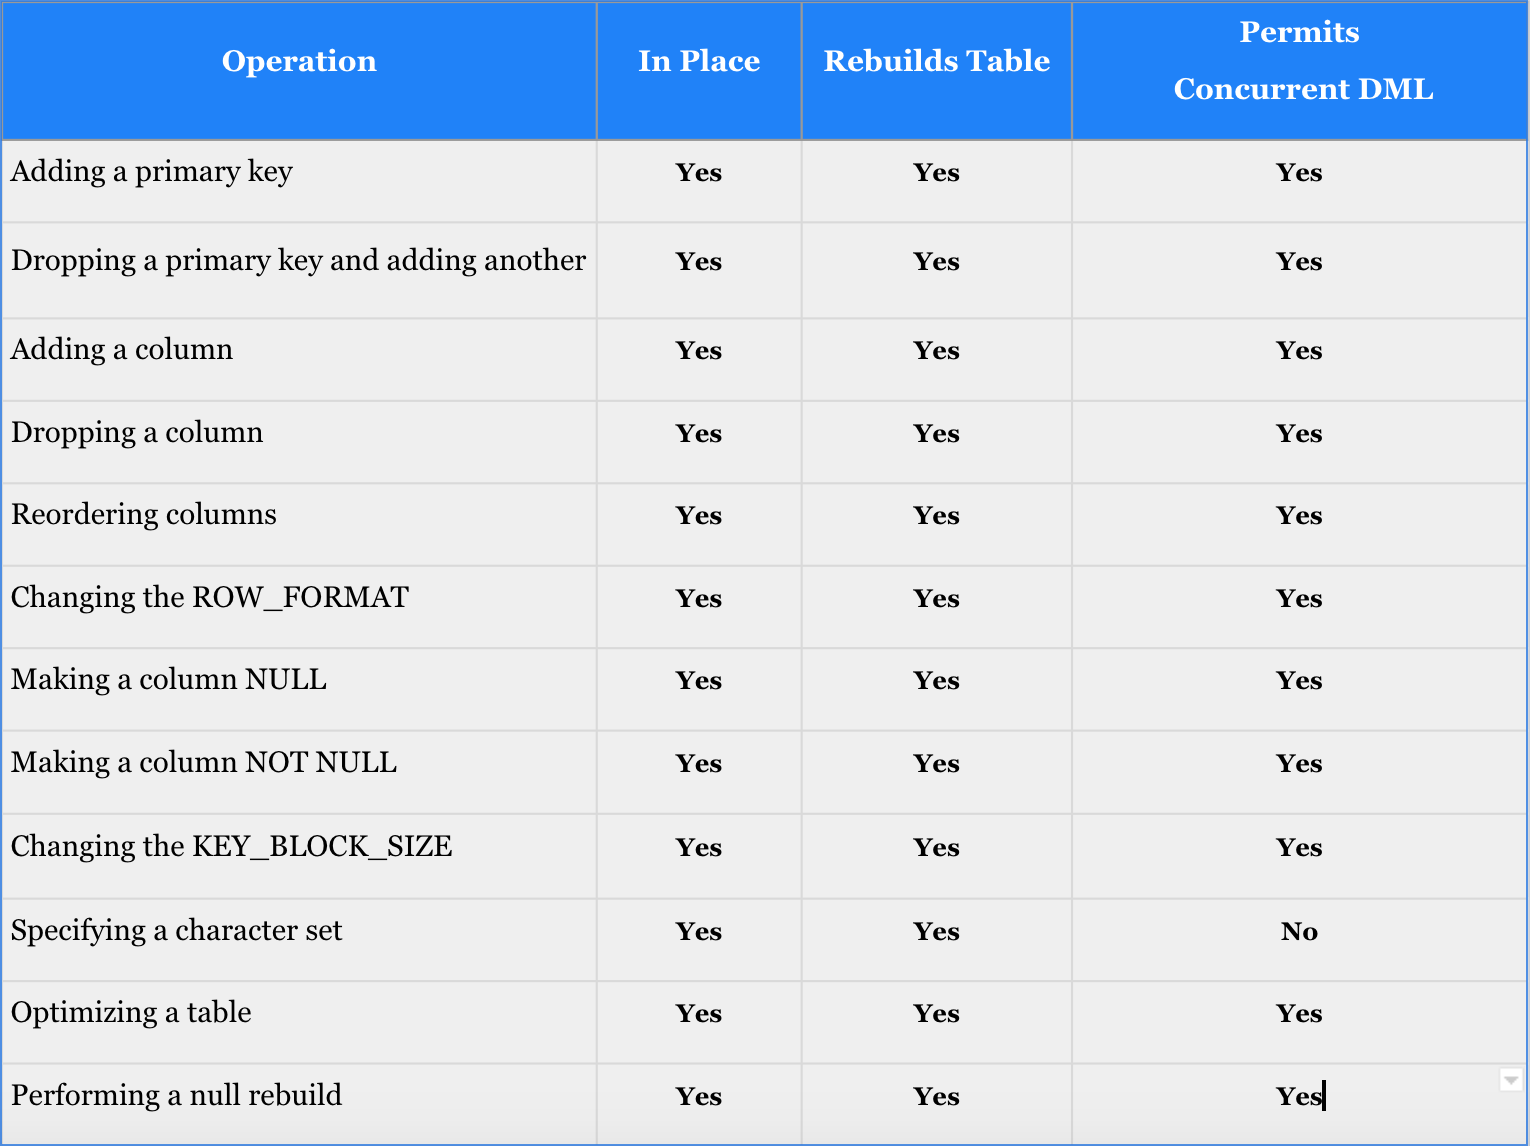 Operation In Place Rebuilds Table Permits
Concurrent DML
Adding a primary key Yes Yes Yes
Dropping a primary key and adding another Yes Yes Yes
Adding a column Yes Yes Yes
Dropping a column Yes Yes Yes
Reordering columns Yes Yes Yes
Changing the ROW_FORMAT Yes Yes Yes
Making a column NULL Yes Yes Yes
Making a column NOT NULL Yes Yes Yes
Changing the KEY_BLOCK_SIZE Yes Yes Yes
Specifying a character set Yes Yes No
Optimizing a table Yes Yes Yes
Performing a null rebuild Yes Yes Yes